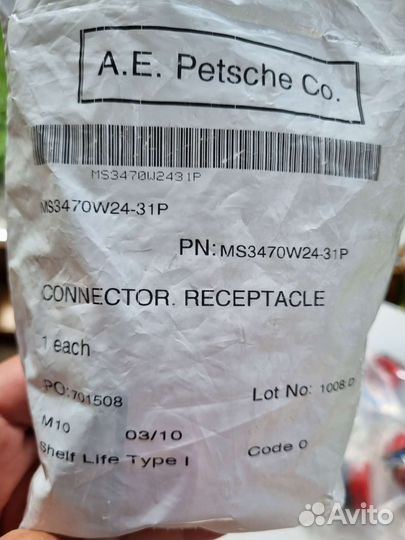 A.E. Petsche Co.
MS3470W2431P
MS3470W24-31P
PN: MS3470W24-31P
CONNECTOR. RECEPTACLE
1 each
PO:701508 Lot No: 1008 D
M10 03/10
Shelf Life Type I Code 0
Avito